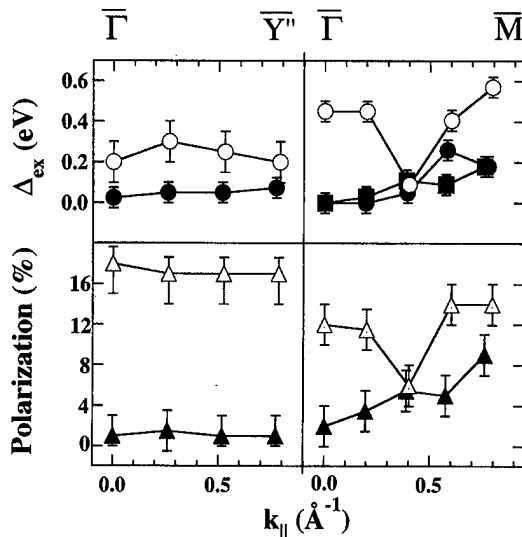 Γ̅ Y̅" Γ̅ M̅
Δex (eV)
0.6
0.4
0.2
0.0
Polarization (%)
16
12
8
4
0
0.0 0.5 0.0 0.5
k|| (Å⁻¹)